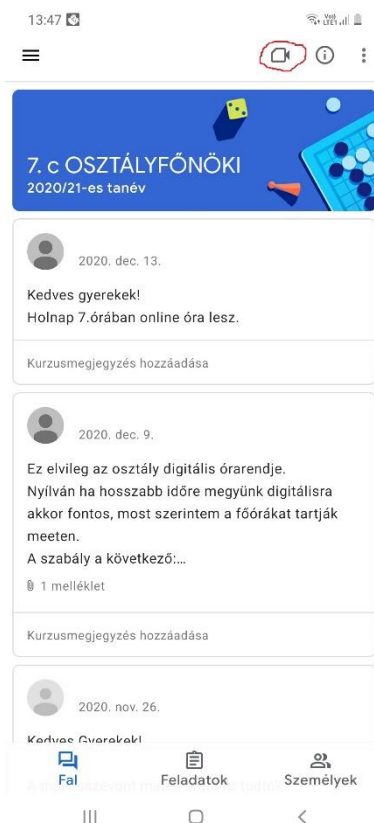 13:47
7. c OSZTÁLYFŐNÖKI
2020/21-es tanév
2020. dec. 13.
Kedves gyerekek!
Holnap 7.órában online óra lesz.
Kurzusmegjegyzés hozzáadása
2020. dec. 9.
Ez elvileg az osztály digitális órarendje.
Nyílván ha hosszabb időre megyünk digitálisra
akkor fontos, most szerintem a főórákat tartják
meeten.
A szabály a következő:...
1 melléklet
Kurzusmegjegyzés hozzáadása
2020. nov. 26.
Kedves Gyerekek!
Fal
Feladatok
Személyek